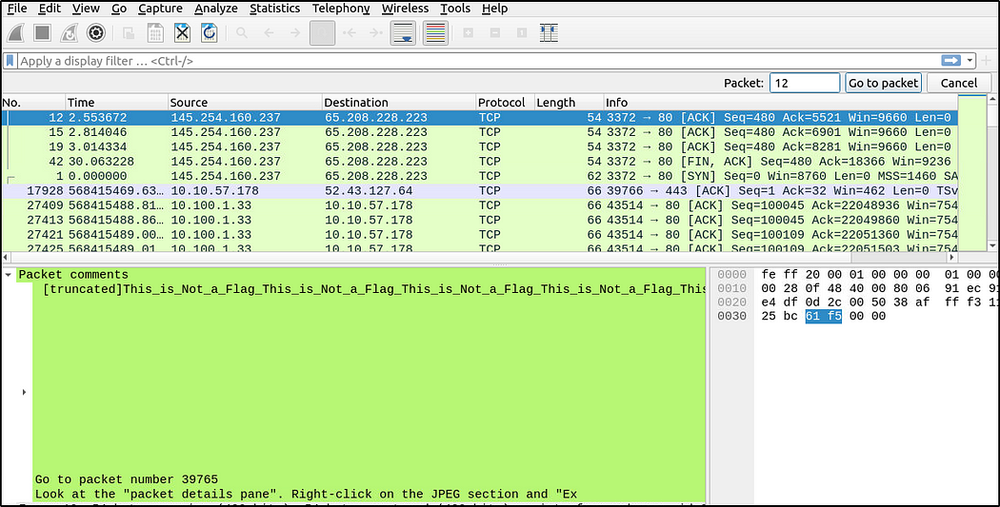 File Edit View Go Capture Analyze Statistics Telephony Wireless Tools Help
Apply a display filter ... <Ctrl-/>
Packet: 12 Go to packet Cancel
No. Time Source Destination Protocol Length Info
12 2.553672 145.254.160.237 65.208.228.223 TCP 54 3372 → 80 [ACK] Seq=480 Ack=5521 Win=9660 Len=0
15 2.814046 145.254.160.237 65.208.228.223 TCP 54 3372 → 80 [ACK] Seq=480 Ack=6901 Win=9660 Len=0
19 3.014334 145.254.160.237 65.208.228.223 TCP 54 3372 → 80 [ACK] Seq=480 Ack=8281 Win=9660 Len=0
42 30.063228 145.254.160.237 65.208.228.223 TCP 54 3372 → 80 [FIN, ACK] Seq=480 Ack=18366 Win=9236
1 0.000000 145.254.160.237 65.208.228.223 TCP 62 3372 → 80 [SYN] Seq=0 Win=8760 Len=0 MSS=1460 SA
17928 568415469.63… 10.10.57.178 52.43.127.64 TCP 66 39766 → 443 [ACK] Seq=1 Ack=32 Win=462 Len=0 TSv
27409 568415488.81… 10.100.1.33 10.10.57.178 TCP 66 43514 → 80 [ACK] Seq=100045 Ack=22048936 Win=754
27413 568415488.86… 10.100.1.33 10.10.57.178 TCP 66 43514 → 80 [ACK] Seq=100045 Ack=22049860 Win=754
27421 568415489.00… 10.100.1.33 10.10.57.178 TCP 66 43514 → 80 [ACK] Seq=100109 Ack=22051360 Win=754
27425 568415489.01… 10.100.1.33 10.10.57.178 TCP 66 43514 → 80 [ACK] Seq=100109 Ack=22051503 Win=754
Packet comments
[truncated]This_is_Not_a_Flag_This_is_Not_a_Flag_This_is_Not_a_Flag_This_is_Not_a_Flag_This
Go to packet number 39765
Look at the "packet details pane". Right-click on the JPEG section and "Ex
0000 fe ff 20 00 01 00 00 00 01 00 00
0010 00 28 0f 48 40 00 80 06 91 ec 9
0020 e4 df 0d 2c 00 50 38 af ff f3 1
0030 25 bc 61 f5 00 00